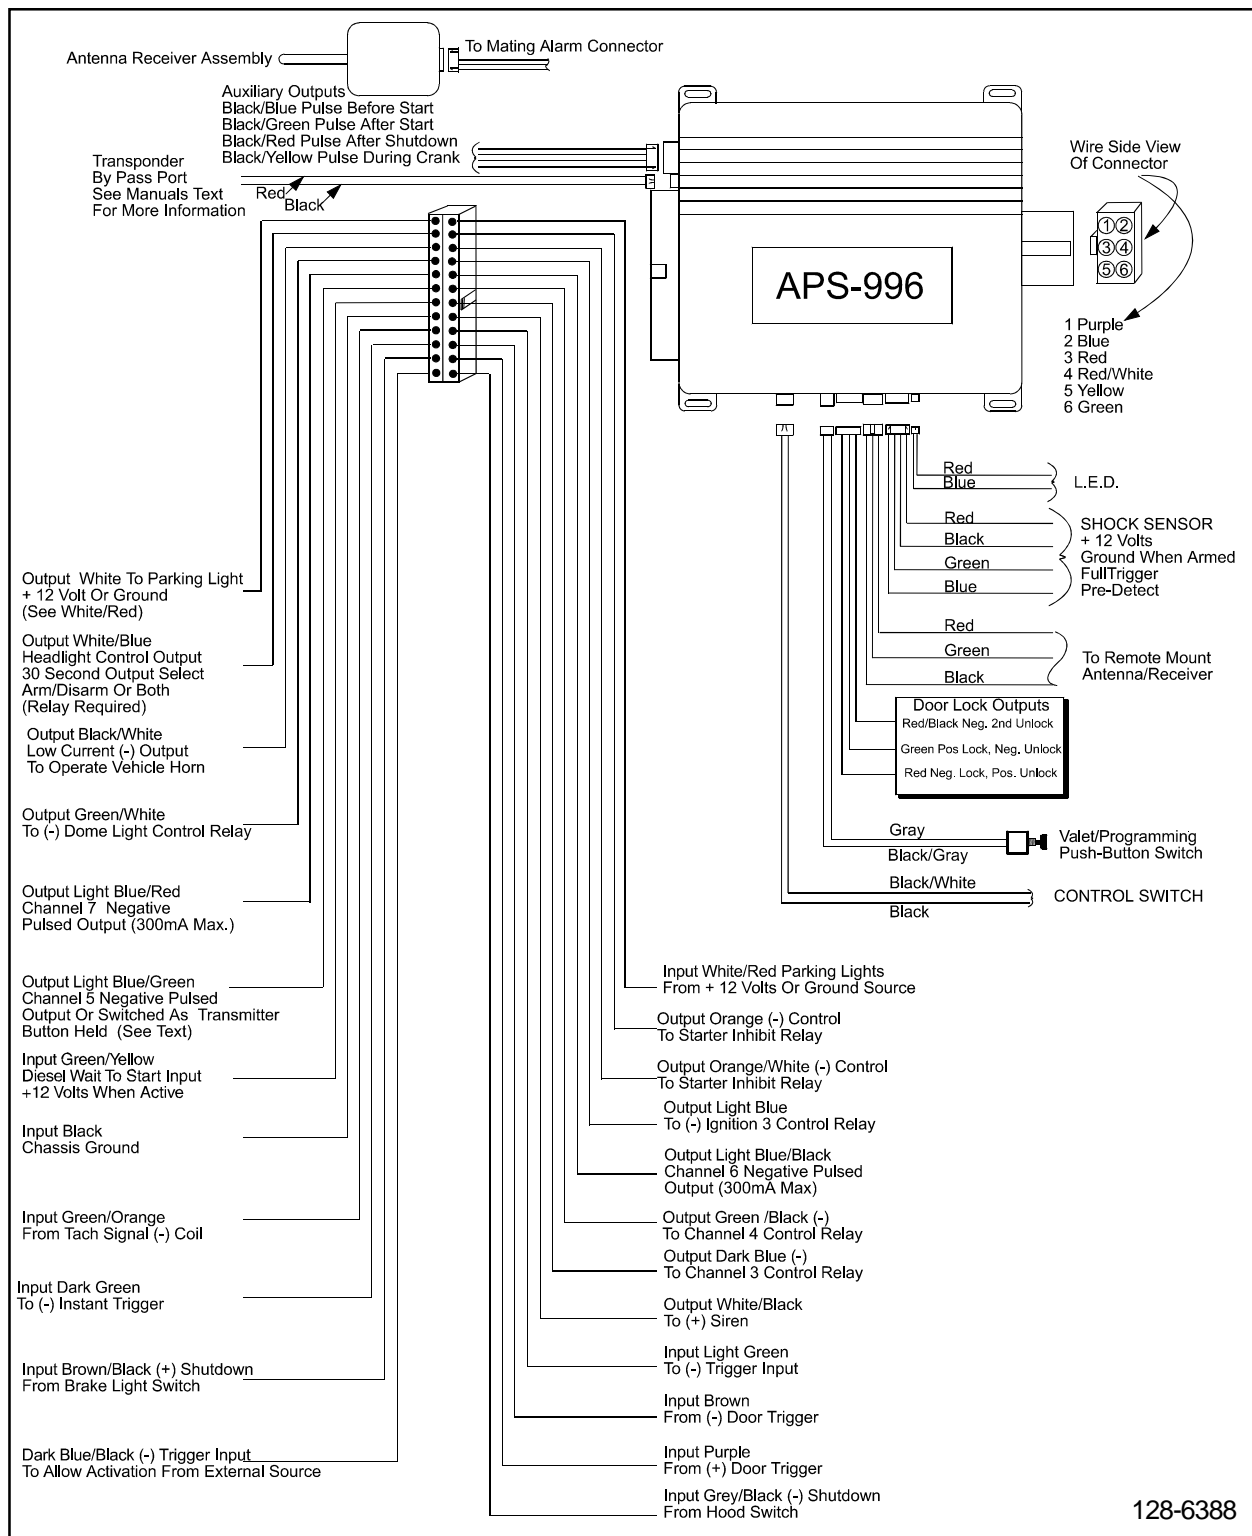 Antenna Receiver Assembly
To Mating Alarm Connector
Auxiliary Outputs
Black/Blue Pulse Before Start
Black/Green Pulse After Start
Black/Red Pulse After Shutdown
Black/Yellow Pulse During Crank
Transponder
By Pass Port
See Manuals Text
For More Information
Red
Black
Wire Side View
Of Connector
1 2
3 4
5 6
APS-996
1 Purple
2 Blue
3 Red
4 Red/White
5 Yellow
6 Green
Red
Blue
L.E.D.
Red
Black
Green
Blue
SHOCK SENSOR
+ 12 Volts
Ground When Armed
FullTrigger
Pre-Detect
Red
Green
Black
To Remote Mount
Antenna/Receiver
Door Lock Outputs
Red/Black Neg. 2nd Unlock
Green Pos Lock, Neg. Unlock
Red Neg. Lock, Pos. Unlock
Gray
Black/Gray
Valet/Programming
Push-Button Switch
Black/White
Black
CONTROL SWITCH
Output White To Parking Light
+ 12 Volt Or Ground
(See White/Red)
Output White/Blue
Headlight Control Output
30 Second Output Select
Arm/Disarm Or Both
(Relay Required)
Output Black/White
Low Current (-) Output
To Operate Vehicle Horn
Output Green/White
To (-) Dome Light Control Relay
Output Light Blue/Red
Channel 7 Negative
Pulsed Output (300mA Max.)
Output Light Blue/Green
Channel 5 Negative Pulsed
Output Or Switched As Transmitter
Button Held (See Text)
Input Green/Yellow
Diesel Wait To Start Input
+12 Volts When Active
Input Black
Chassis Ground
Input Green/Orange
From Tach Signal (-) Coil
Input Dark Green
To (-) Instant Trigger
Input Brown/Black (+) Shutdown
From Brake Light Switch
Dark Blue/Black (-) Trigger Input
To Allow Activation From External Source
Input White/Red Parking Lights
From + 12 Volts Or Ground Source
Output Orange (-) Control
To Starter Inhibit Relay
Output Orange/White (-) Control
To Starter Inhibit Relay
Output Light Blue
To (-) Ignition 3 Control Relay
Output Light Blue/Black
Channel 6 Negative Pulsed
Output (300mA Max)
Output Green /Black (-)
To Channel 4 Control Relay
Output Dark Blue (-)
To Channel 3 Control Relay
Output White/Black
To (+) Siren
Input Light Green
To (-) Trigger Input
Input Brown
From (-) Door Trigger
Input Purple
From (+) Door Trigger
Input Grey/Black (-) Shutdown
From Hood Switch
128-6388